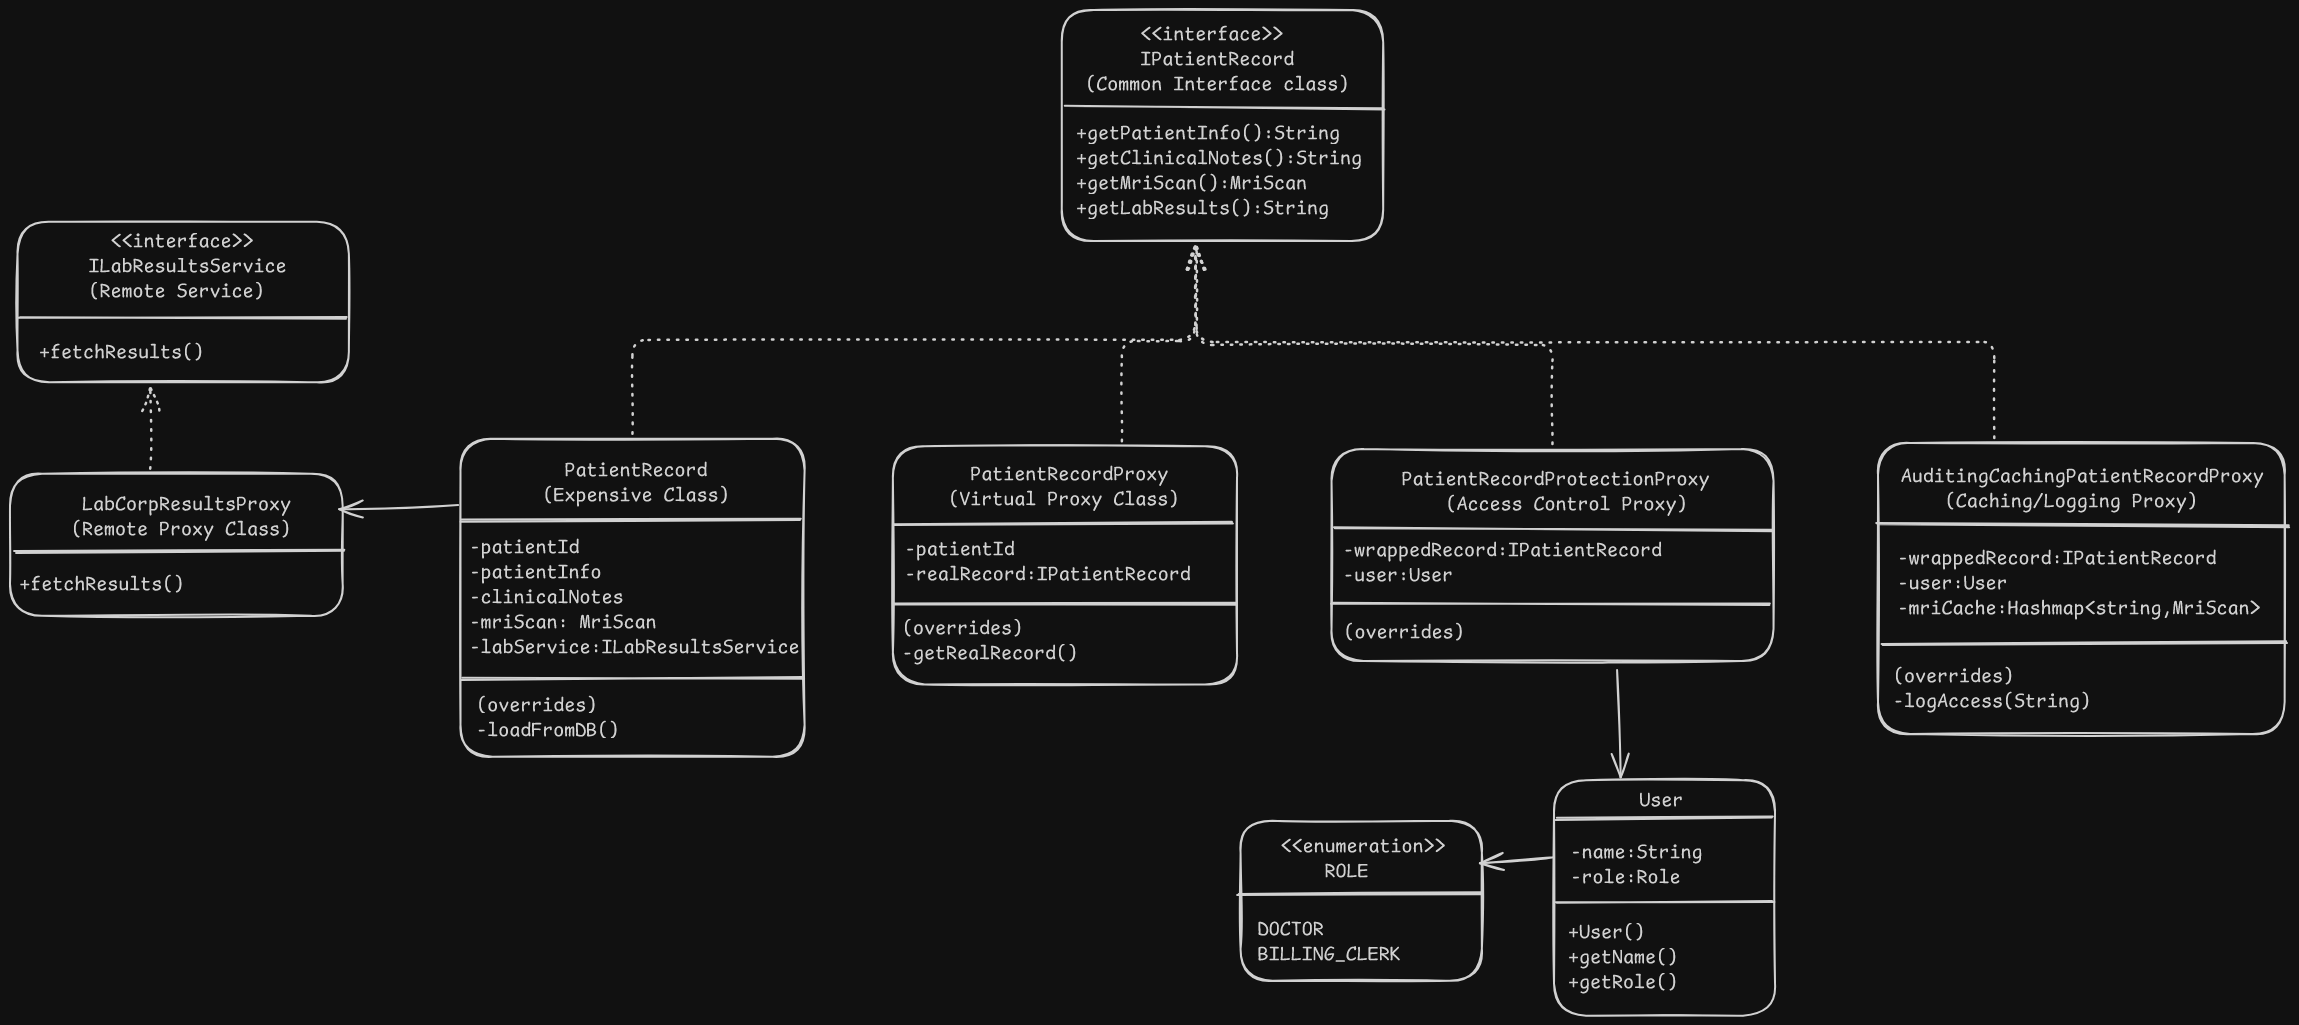 <<interface>>
IPatientRecord
(Common Interface class)
+getPatientInfo():String
+getClinicalNotes():String
+getMriScan():MriScan
+getLabResults():String
<<interface>>
ILabResultsService
(Remote Service)
+fetchResults()
LabCorpResultsProxy
(Remote Proxy Class)
+fetchResults()
PatientRecord
(Expensive Class)
-patientId
-patientInfo
-clinicalNotes
-mriScan: MriScan
-labService:ILabResultsService
(overrides)
-loadFromDB()
PatientRecordProxy
(Virtual Proxy Class)
-patientId
-realRecord:IPatientRecord
(overrides)
-getRealRecord()
PatientRecordProtectionProxy
(Access Control Proxy)
-wrappedRecord:IPatientRecord
-user:User
(overrides)
AuditingCachingPatientRecordProxy
(Caching/Logging Proxy)
-wrappedRecord:IPatientRecord
-user:User
-mriCache:Hashmap<string,MriScan>
(overrides)
-logAccess(String)
<<enumeration>>
ROLE
DOCTOR
BILLING_CLERK
User
-name:String
-role:Role
+User()
+getName()
+getRole()